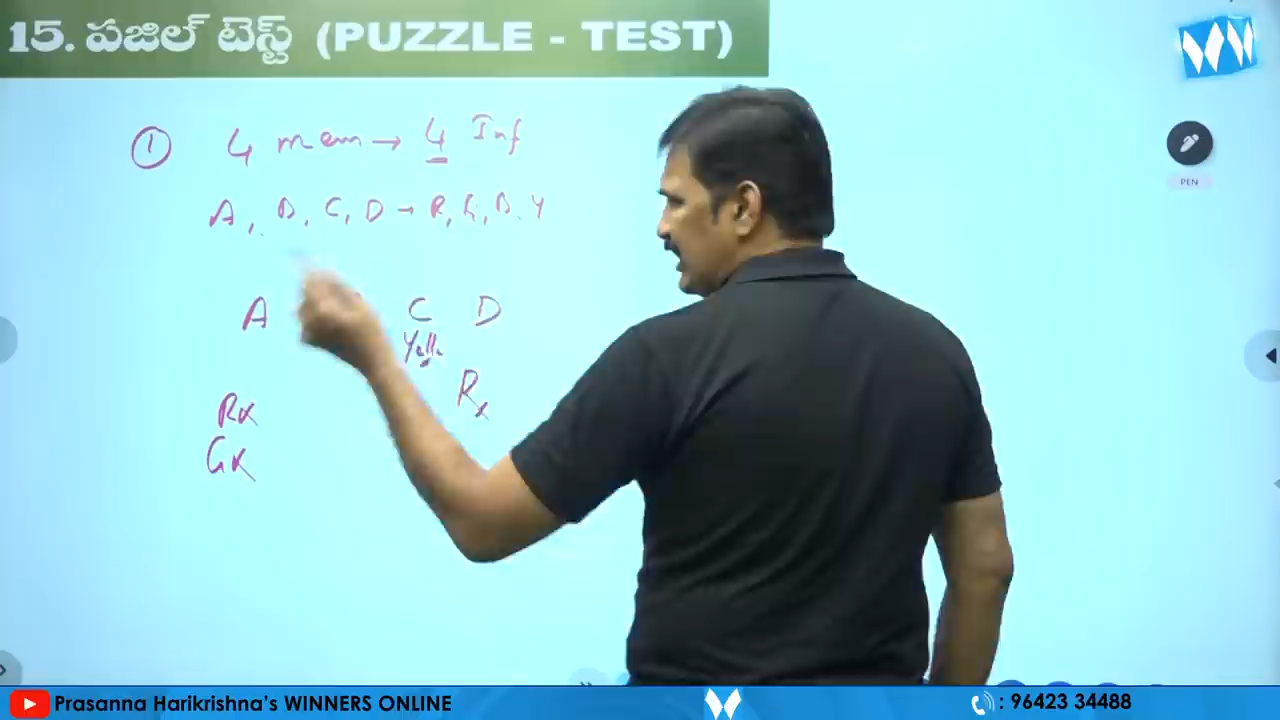 15. పజిల్ టెస్ట్ (PUZZLE - TEST)
① 4 mem → 4 Inf
A, B, C, D → R, G, B, Y
A C D
Yello
Rx
Rx
Gx
PEN
Prasanna Harikrishna's WINNERS ONLINE
: 96423 34488